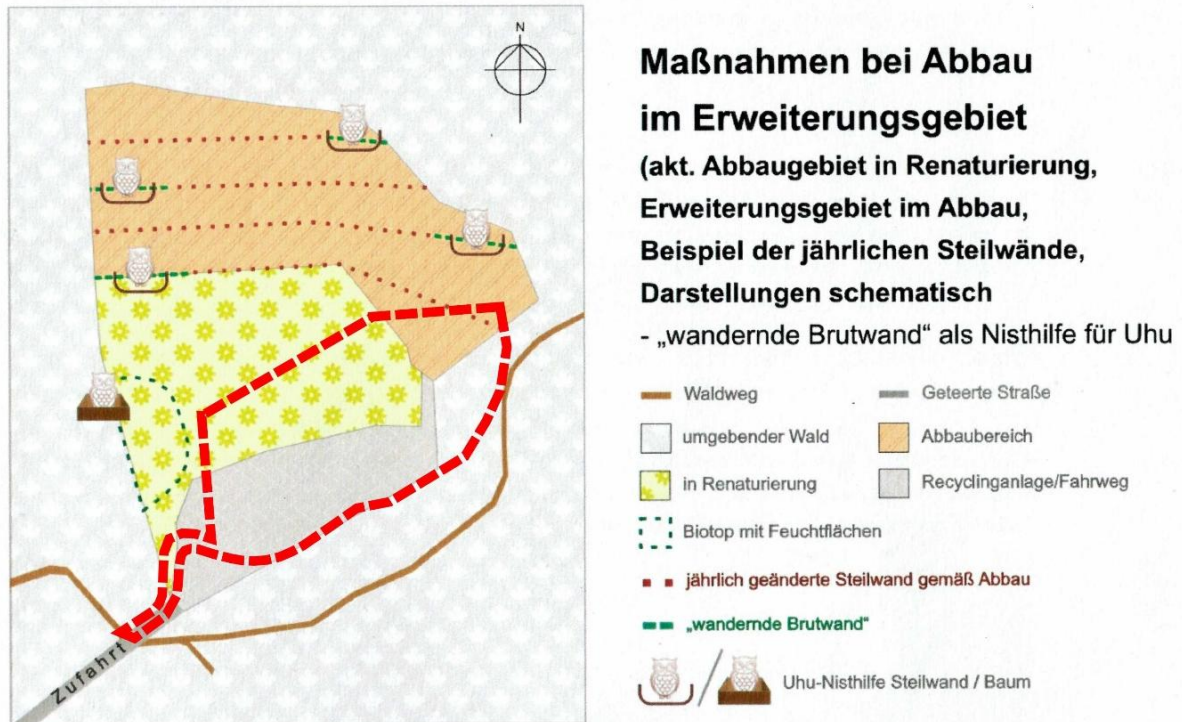 N
Zufahrt
Maßnahmen bei Abbau
im Erweiterungsgebiet
(akt. Abbaugebiet in Renaturierung,
Erweiterungsgebiet im Abbau,
Beispiel der jährlichen Steilwände,
Darstellungen schematisch
- „wandernde Brutwand“ als Nisthilfe für Uhu
Waldweg
Geteerte Straße
umgebender Wald
Abbaubereich
in Renaturierung
Recyclinganlage/Fahrweg
Biotop mit Feuchtflächen
jährlich geänderte Steilwand gemäß Abbau
„wandernde Brutwand“
Uhu-Nisthilfe Steilwand / Baum